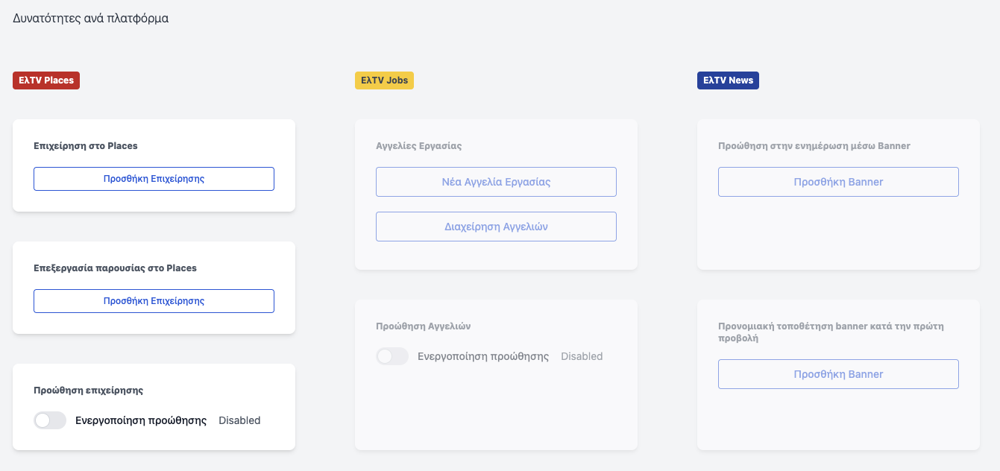 Δυνατότητες ανά πλατφόρμα
ΕλTV Places
Επιχείρηση στο Places
Προσθήκη Επιχείρησης
Επεξεργασία παρουσίας στο Places
Προσθήκη Επιχείρησης
Προώθηση επιχείρησης
Ενεργοποίηση προώθησης Disabled
ΕλTV Jobs
Αγγελίες Εργασίας
Νέα Αγγελία Εργασίας
Διαχείρηση Αγγελιών
Προώθηση Αγγελιών
Ενεργοποίηση προώθησης Disabled
ΕλTV News
Προώθηση στην ενημέρωση μέσω Banner
Προσθήκη Banner
Προνομιακή τοποθέτηση banner κατά την πρώτη
προβολή
Προσθήκη Banner